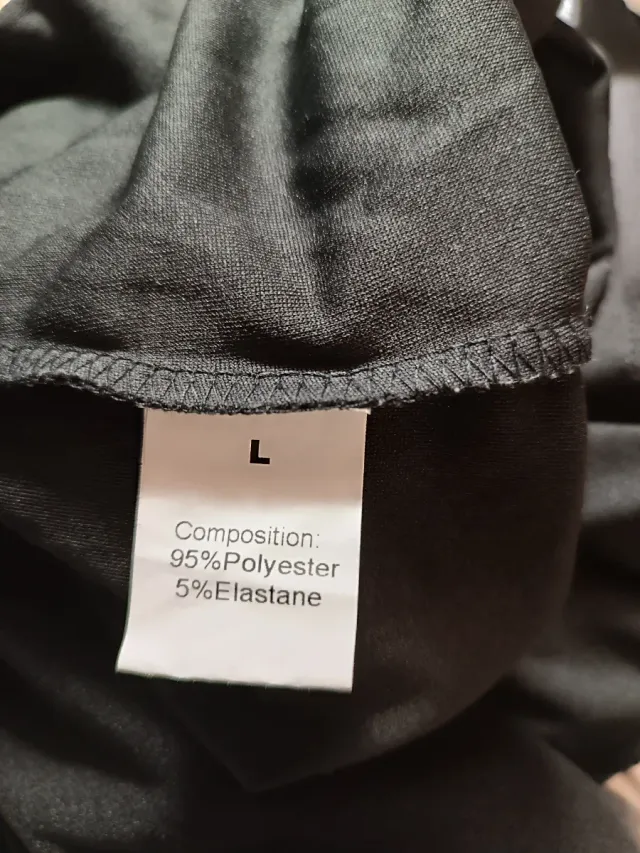 L
Composition:
95%Polyester
5%Elastane